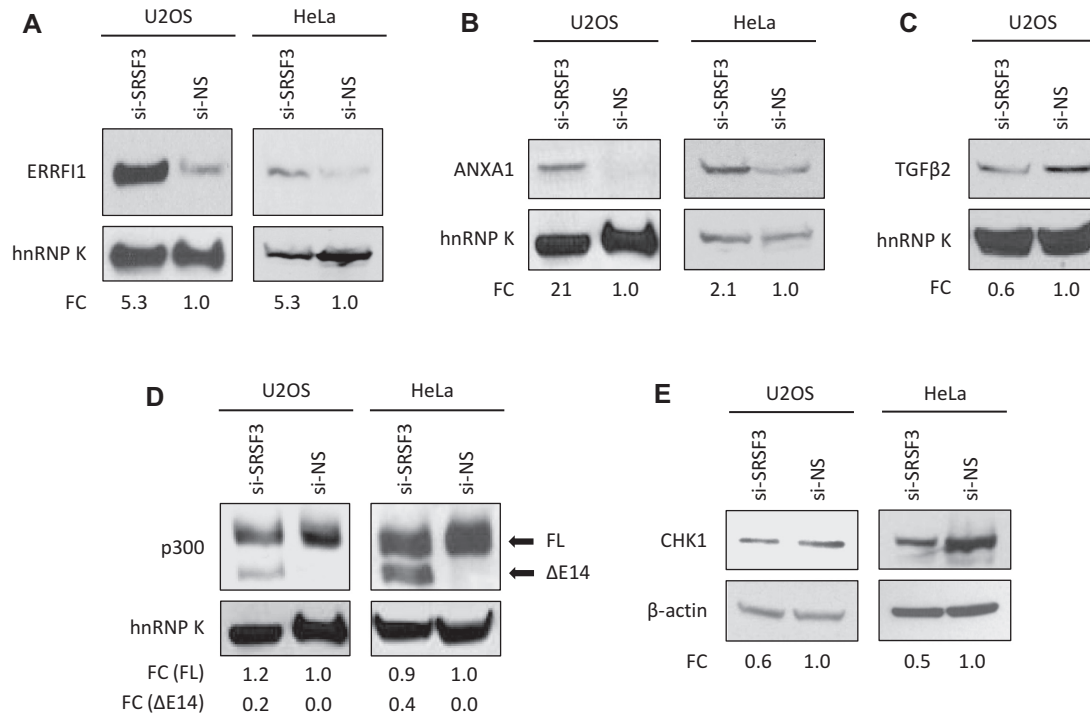 A
U2OS HeLa
si-SRSF3 si-NS si-SRSF3 si-NS
ERRFI1
hnRNP K
FC 5.3 1.0 5.3 1.0
B
U2OS HeLa
si-SRSF3 si-NS si-SRSF3 si-NS
ANXA1
hnRNP K
FC 21 1.0 2.1 1.0
C
U2OS
si-SRSF3 si-NS
TGFβ2
hnRNP K
FC 0.6 1.0
D
U2OS HeLa
si-SRSF3 si-NS si-SRSF3 si-NS
p300
FL
ΔE14
hnRNP K
FC (FL) 1.2 1.0 0.9 1.0
FC (ΔE14) 0.2 0.0 0.4 0.0
E
U2OS HeLa
si-SRSF3 si-NS si-SRSF3 si-NS
CHK1
β-actin
FC 0.6 1.0 0.5 1.0